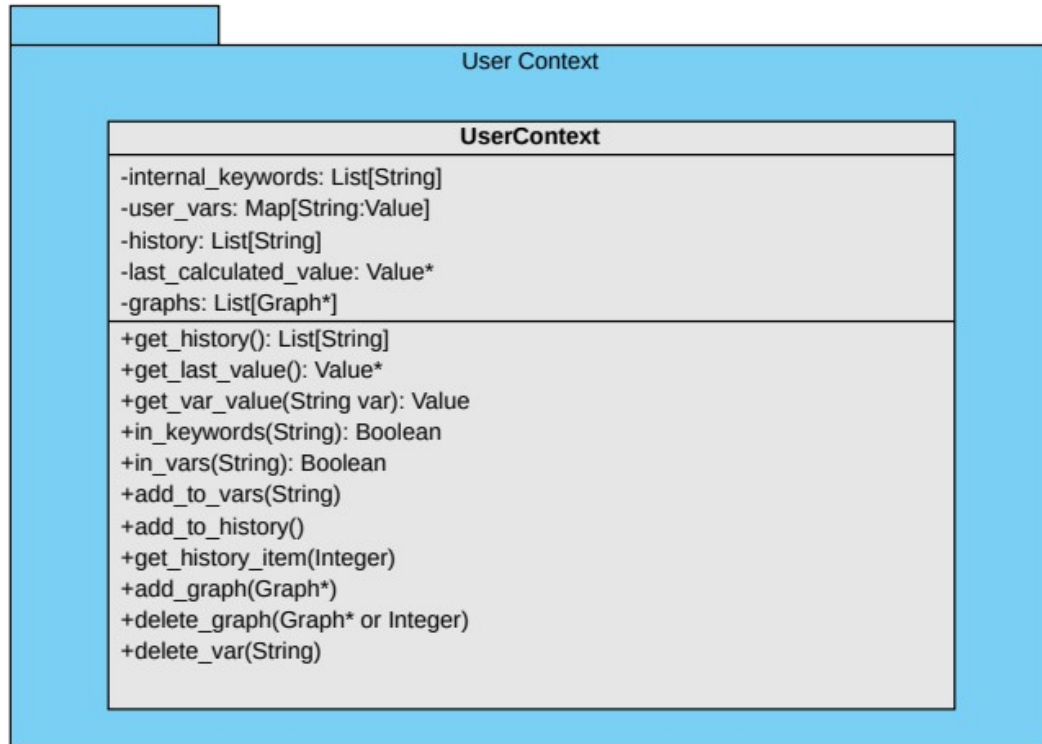 User Context
UserContext
-internal_keywords: List[String]
-user_vars: Map[String:Value]
-history: List[String]
-last_calculated_value: Value*
-graphs: List[Graph*]
+get_history(): List[String]
+get_last_value(): Value*
+get_var_value(String var): Value
+in_keywords(String): Boolean
+in_vars(String): Boolean
+add_to_vars(String)
+add_to_history()
+get_history_item(Integer)
+add_graph(Graph*)
+delete_graph(Graph* or Integer)
+delete_var(String)